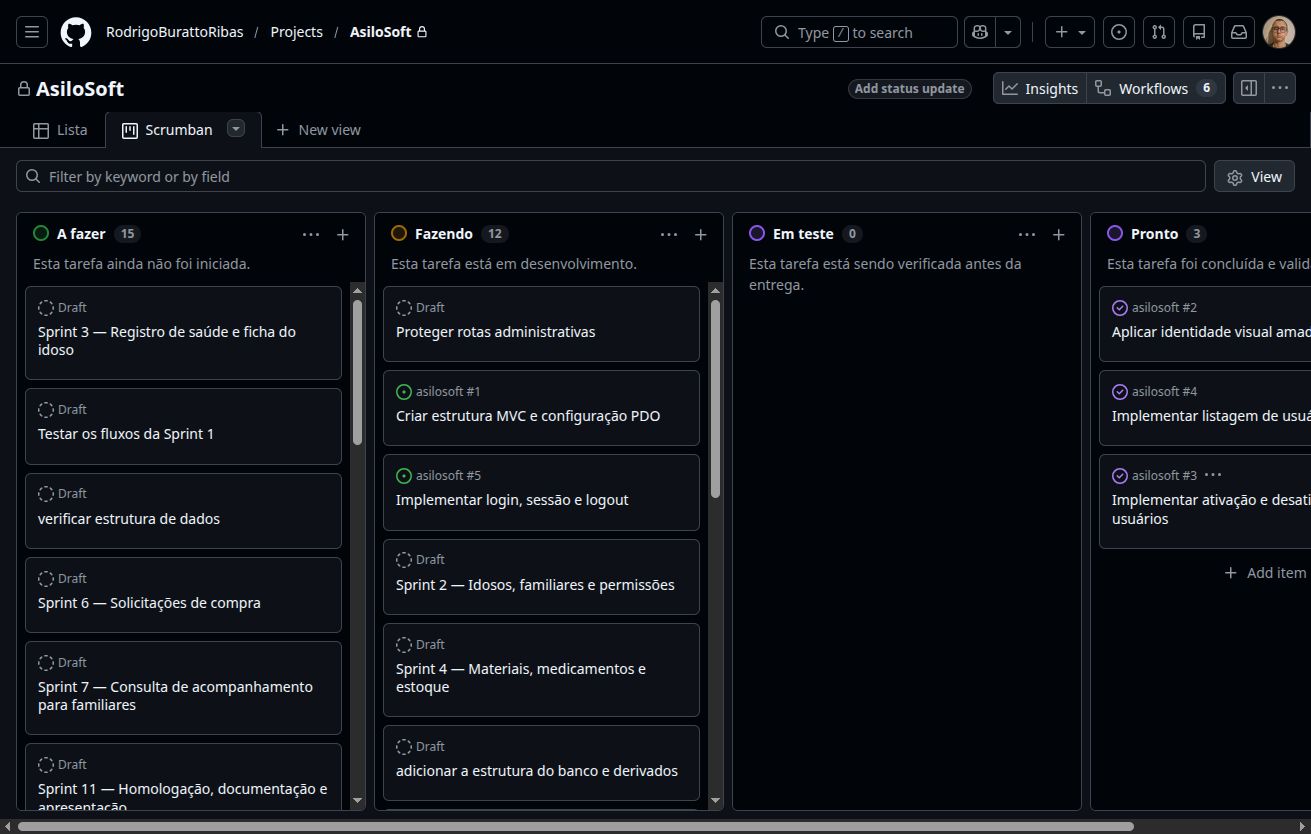 RodrigoBurattoRibas / Projects / AsiloSoft
Type / to search
AsiloSoft
Add status update
Insights
Workflows 6
Lista
Scrumban
New view
Filter by keyword or by field
View
A fazer 15
Esta tarefa ainda não foi iniciada.
Draft
Sprint 3 — Registro de saúde e ficha do
idoso
Draft
Testar os fluxos da Sprint 1
Draft
verificar estrutura de dados
Draft
Sprint 6 — Solicitações de compra
Draft
Sprint 7 — Consulta de acompanhamento
para familiares
Draft
Sprint 11 — Homologação, documentação e
apresentação
Fazendo 12
Esta tarefa está em desenvolvimento.
Draft
Proteger rotas administrativas
asilosoft #1
Criar estrutura MVC e configuração PDO
asilosoft #5
Implementar login, sessão e logout
Draft
Sprint 2 — Idosos, familiares e permissões
Draft
Sprint 4 — Materiais, medicamentos e
estoque
Draft
adicionar a estrutura do banco e derivados
Em teste 0
Esta tarefa está sendo verificada antes da
entrega.
Pronto 3
Esta tarefa foi concluída e valid
asilosoft #2
Aplicar identidade visual amad
asilosoft #4
Implementar listagem de usuá
asilosoft #3
Implementar ativação e desati
usuários
Add item